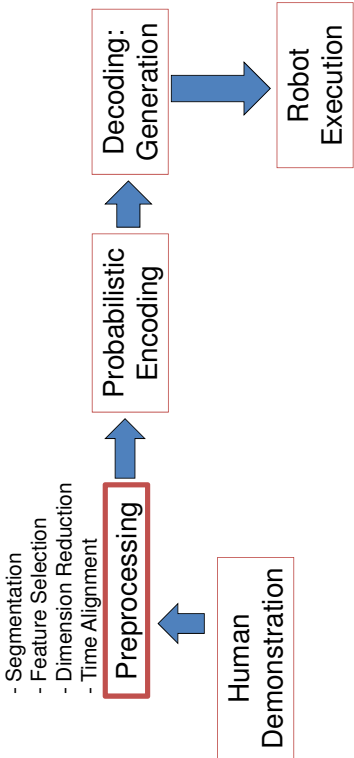 - Segmentation
- Feature Selection
- Dimension Reduction
- Time Alignment
Preprocessing
Human
Demonstration
Probabilistic
Encoding
Decoding:
Generation
Robot
Execution